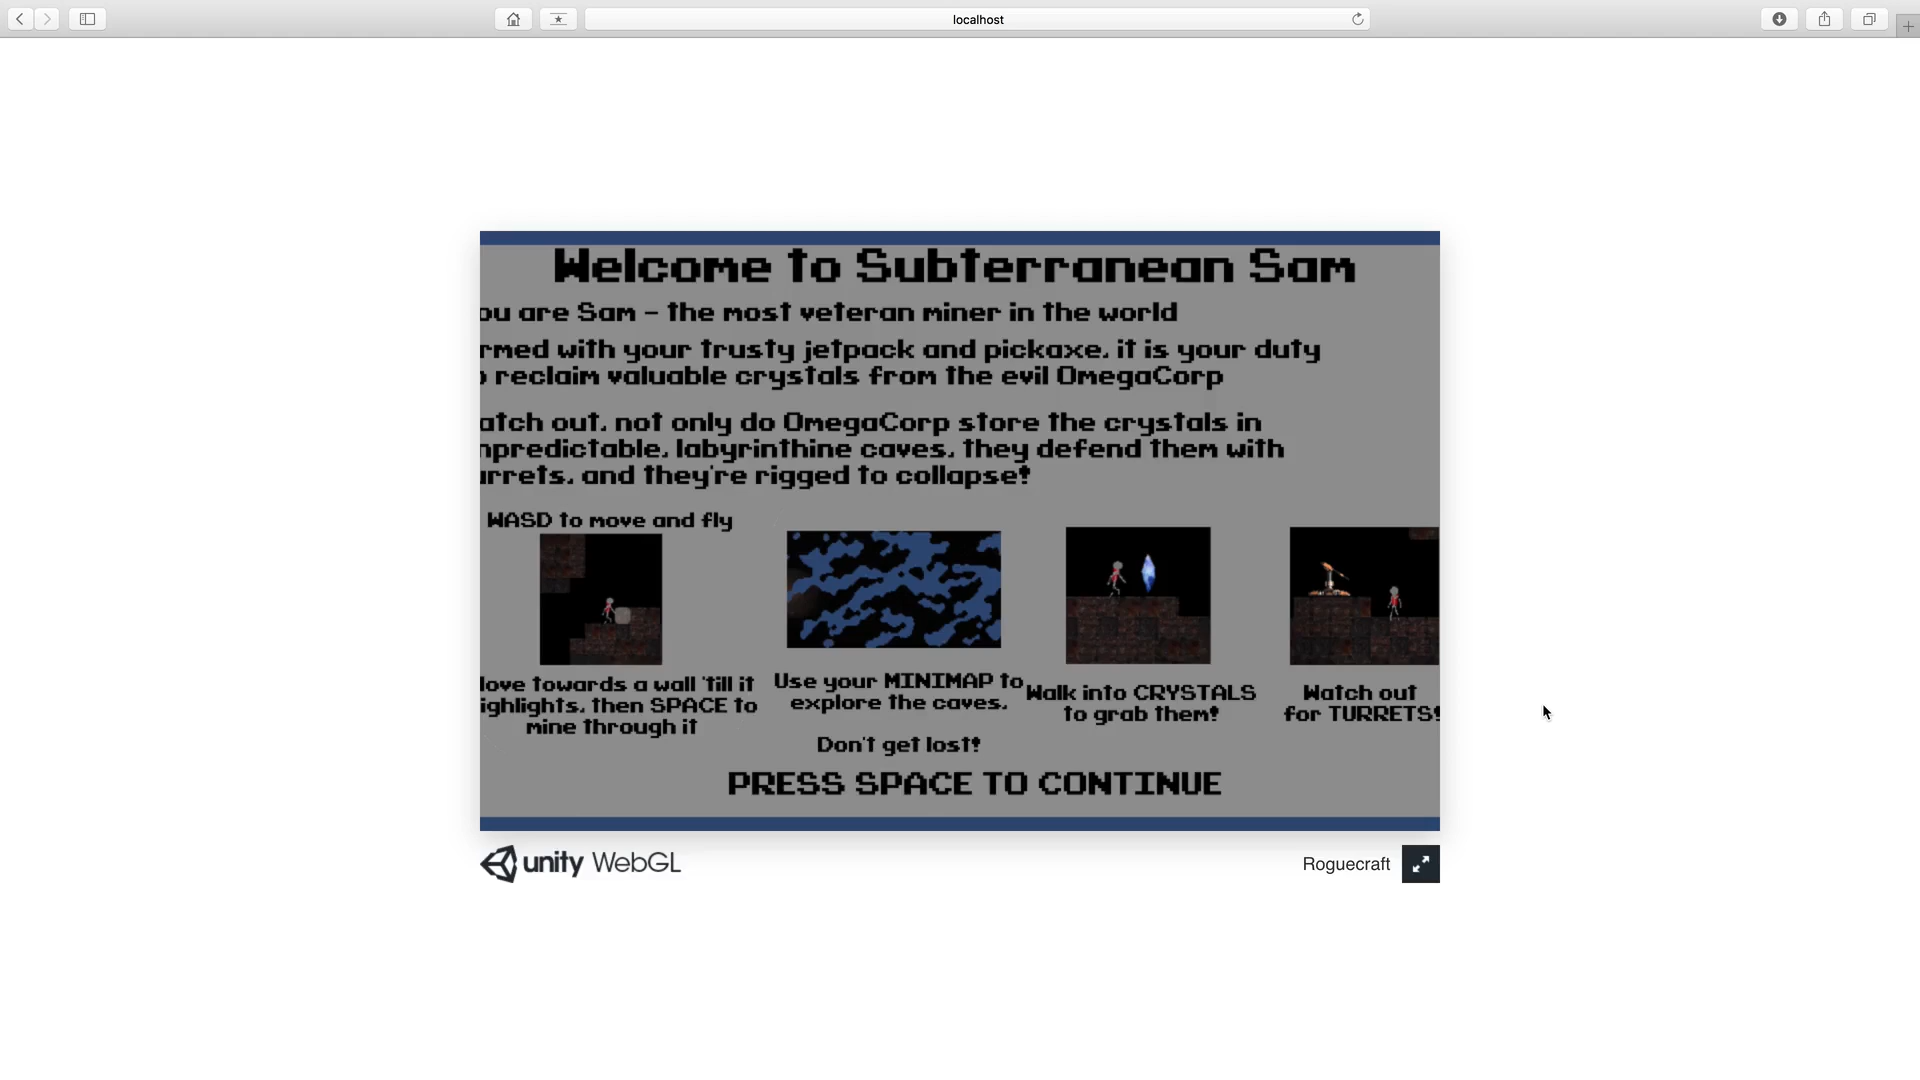 localhost
Welcome to Subterranean Sam
ou are Sam - the most veteran miner in the world
rmed with your trusty jetpack and pickaxe, it is your duty
o reclaim valuable crystals from the evil OmegaCorp
atch out, not only do OmegaCorp store the crystals in
npredictable, labyrinthine caves, they defend them with
urrets, and they're rigged to collapse!
WASD to move and fly
ove towards a wall 'till it
ighlights, then SPACE to
mine through it
Use your MINIMAP to
explore the caves.
Don't get lost!
Walk into CRYSTALS
to grab them!
Watch out
for TURRETS!
PRESS SPACE TO CONTINUE
unity WebGL
Roguecraft